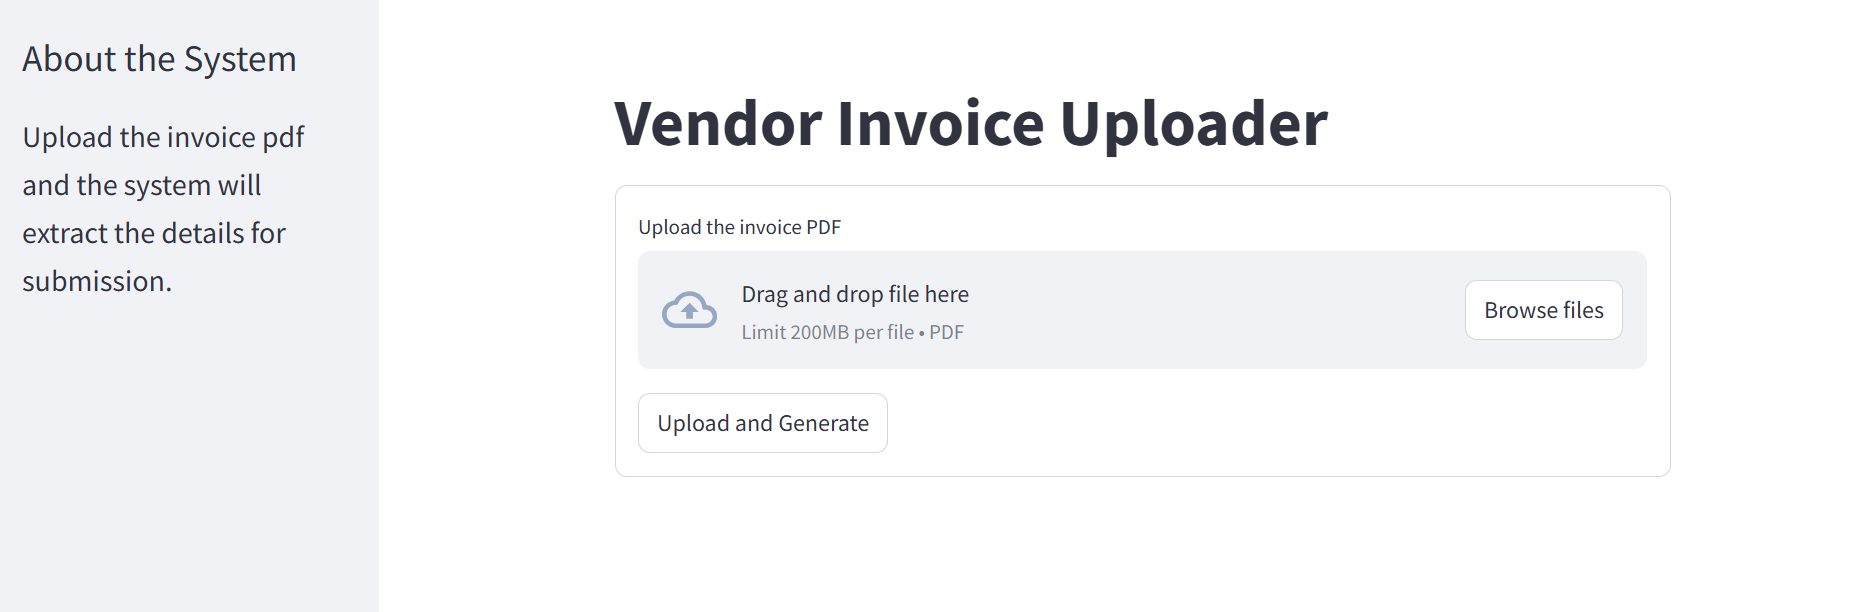 About the System
Upload the invoice pdf
and the system will
extract the details for
submission.
Vendor Invoice Uploader
Upload the invoice PDF
Drag and drop file here
Limit 200MB per file • PDF
Browse files
Upload and Generate